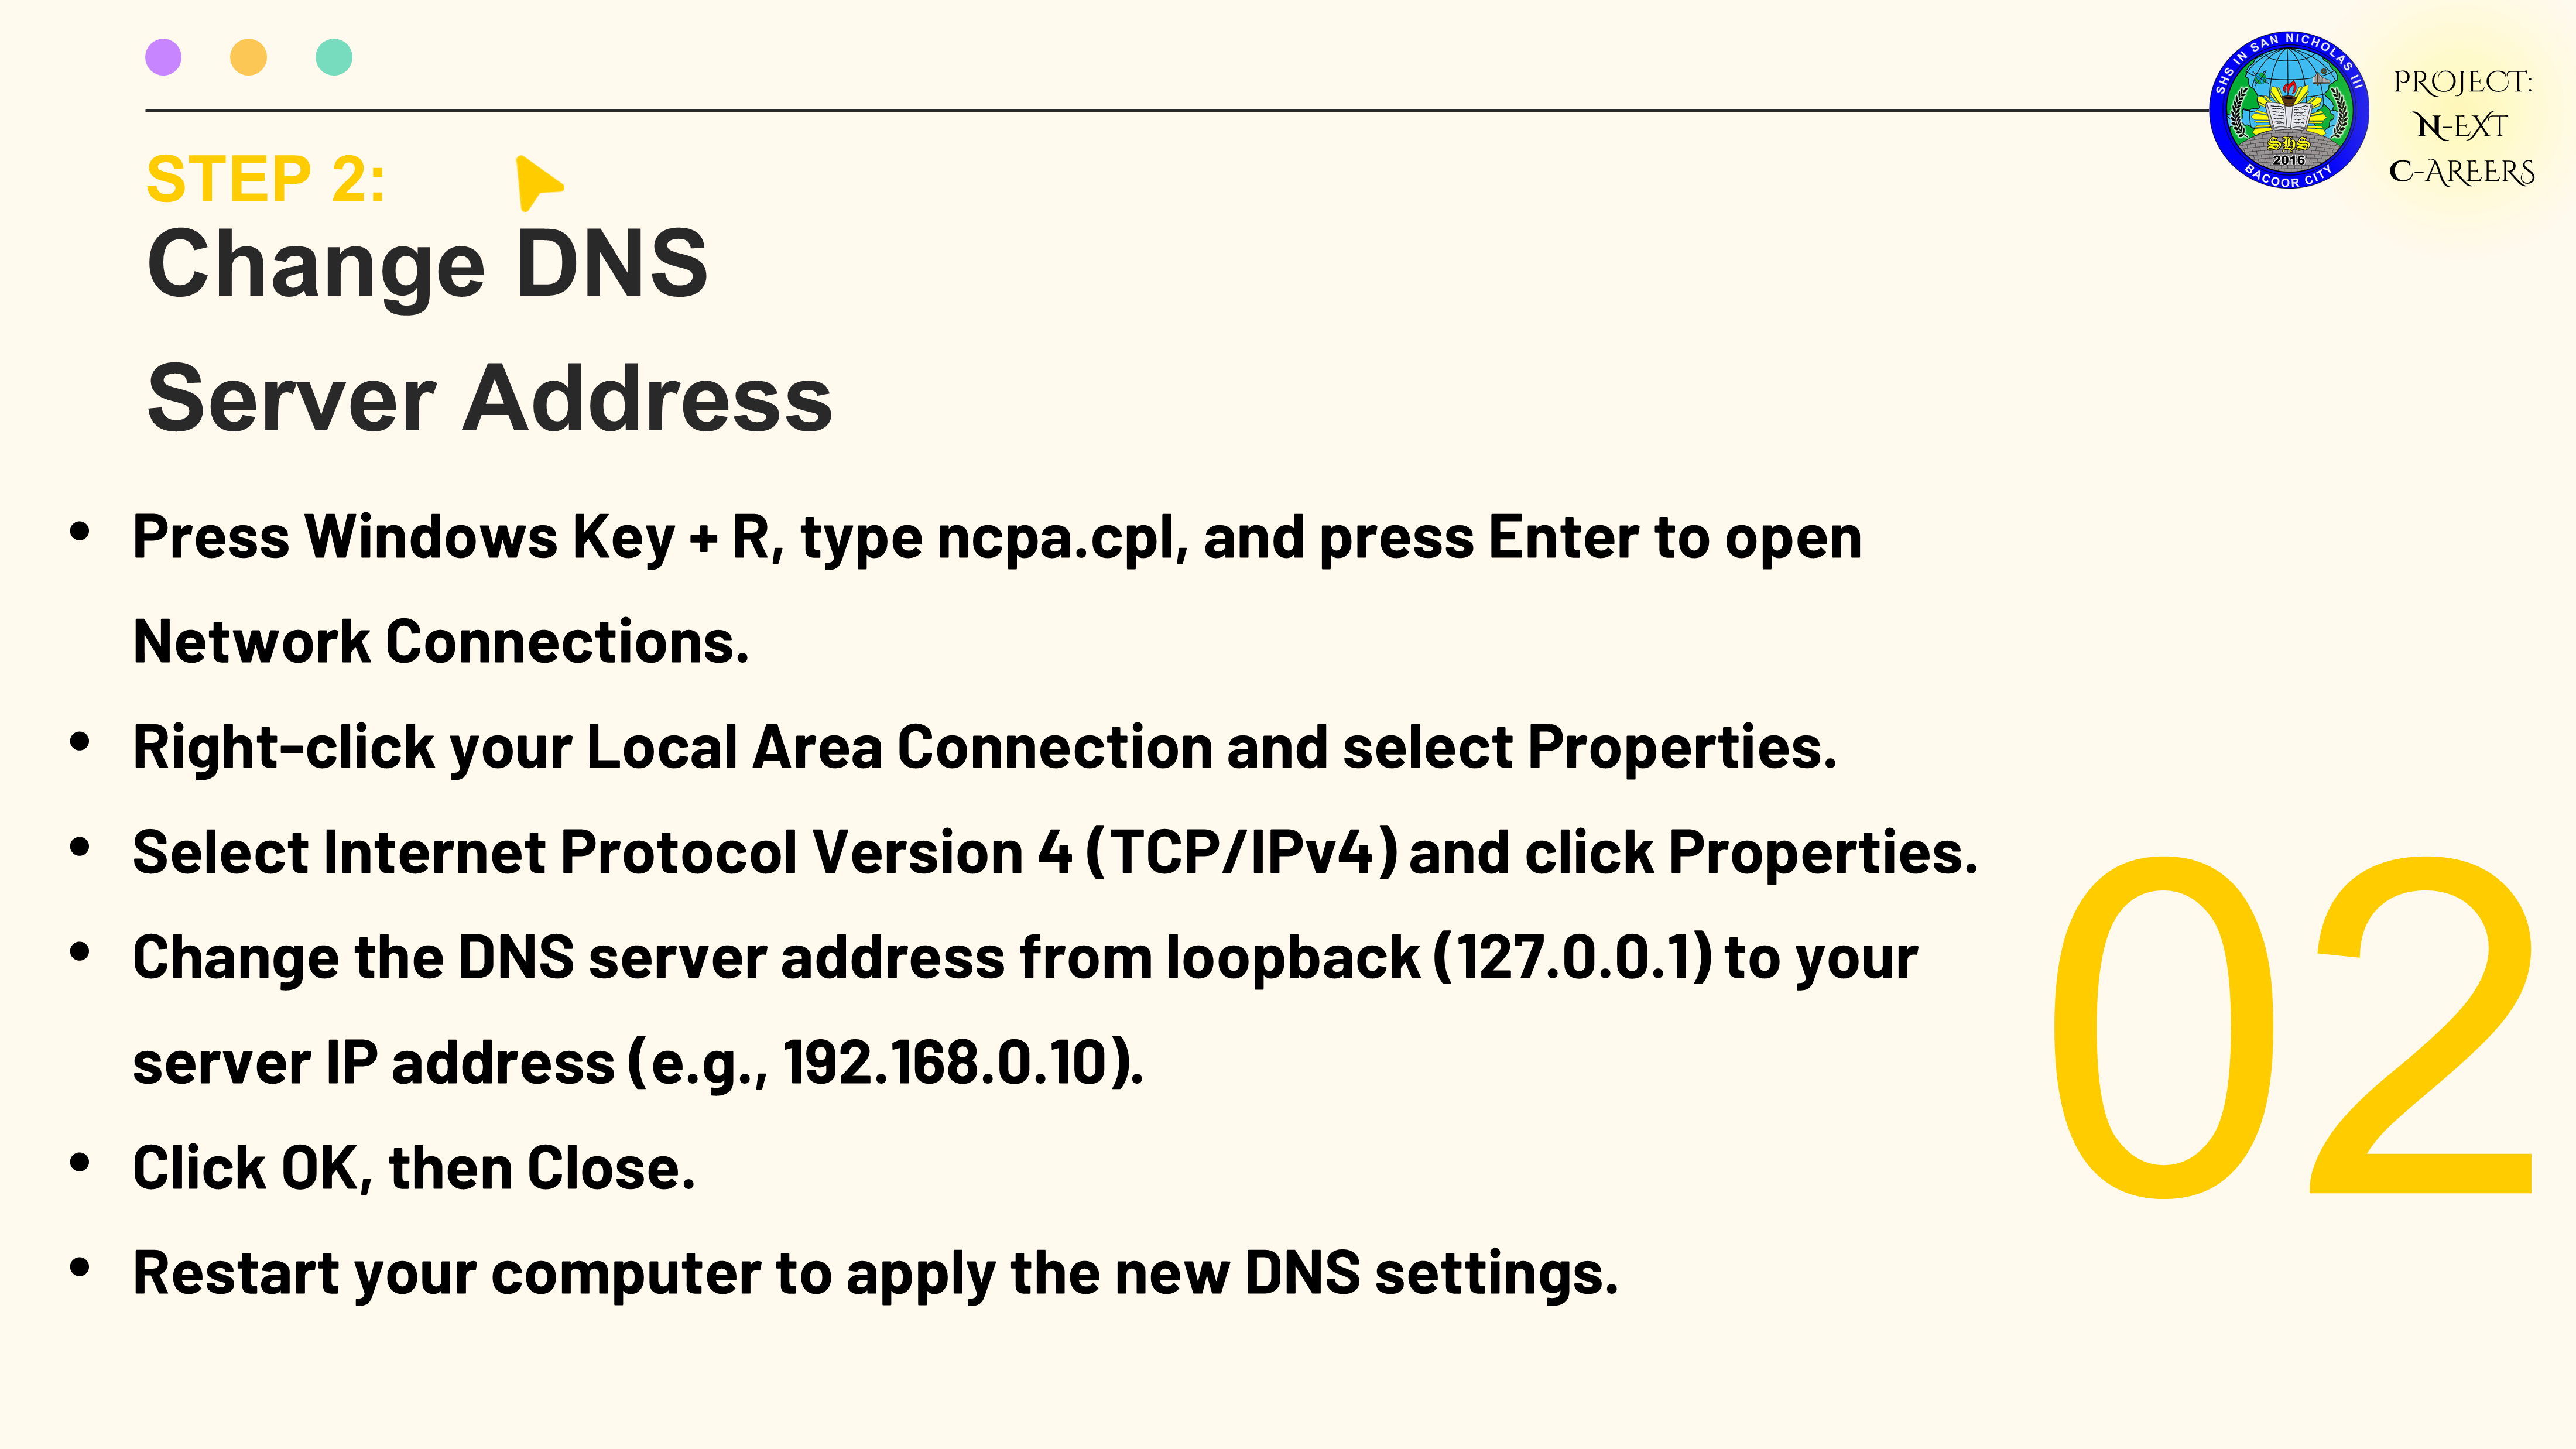 SHS IN SAN NICHOLAS III
SHS
2016
BACOOR CITY
PROJECT:
N-EXT
C-AREERS
STEP 2:
Change DNS
Server Address
• Press Windows Key + R, type ncpa.cpl, and press Enter to open
Network Connections.
• Right-click your Local Area Connection and select Properties.
• Select Internet Protocol Version 4 (TCP/IPv4) and click Properties.
• Change the DNS server address from loopback (127.0.0.1) to your
server IP address (e.g., 192.168.0.10).
• Click OK, then Close.
• Restart your computer to apply the new DNS settings.
02